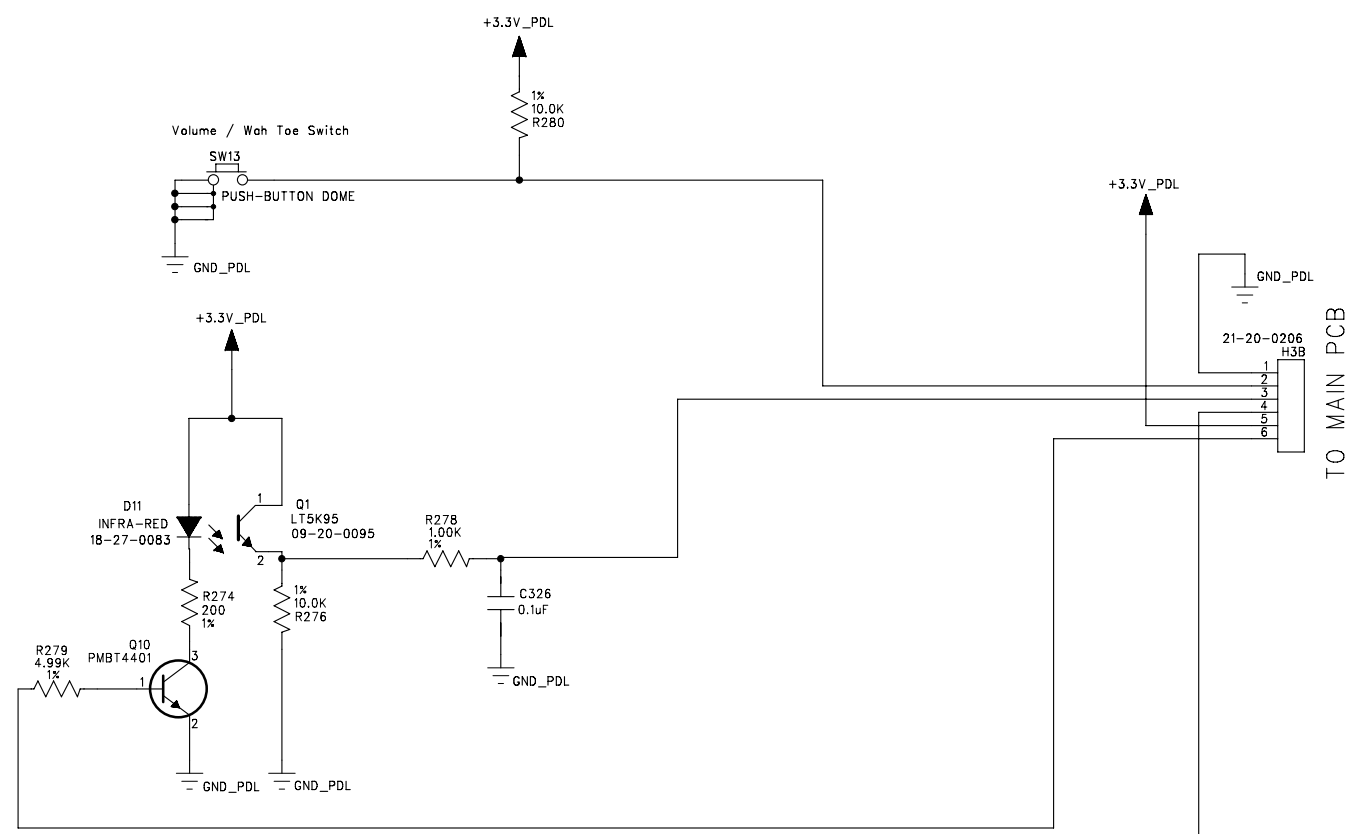 +3.3V_PDL
1%
10.0K
R280
Volume / Wah Toe Switch
SW13
PUSH-BUTTON DOME
GND_PDL
+3.3V_PDL
GND_PDL
21-20-0206
H3B
1
2
3
4
5
6
TO MAIN PCB
+3.3V_PDL
D11
INFRA-RED
18-27-0083
1
Q1
LT5K95
09-20-0095
2
R278
1.00K
1%
R274
200
1%
1%
10.0K
R276
C326
0.1uF
GND_PDL
R279
4.99K
1%
Q10
PMBT4401
3
1
2
GND_PDL
GND_PDL